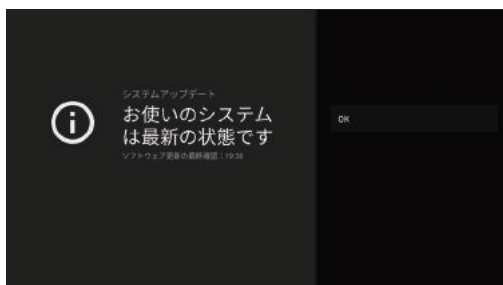 システムアップデート
お使いのシステム
は最新の状態です
ソフトウェア更新の最終確認：19:38
OK